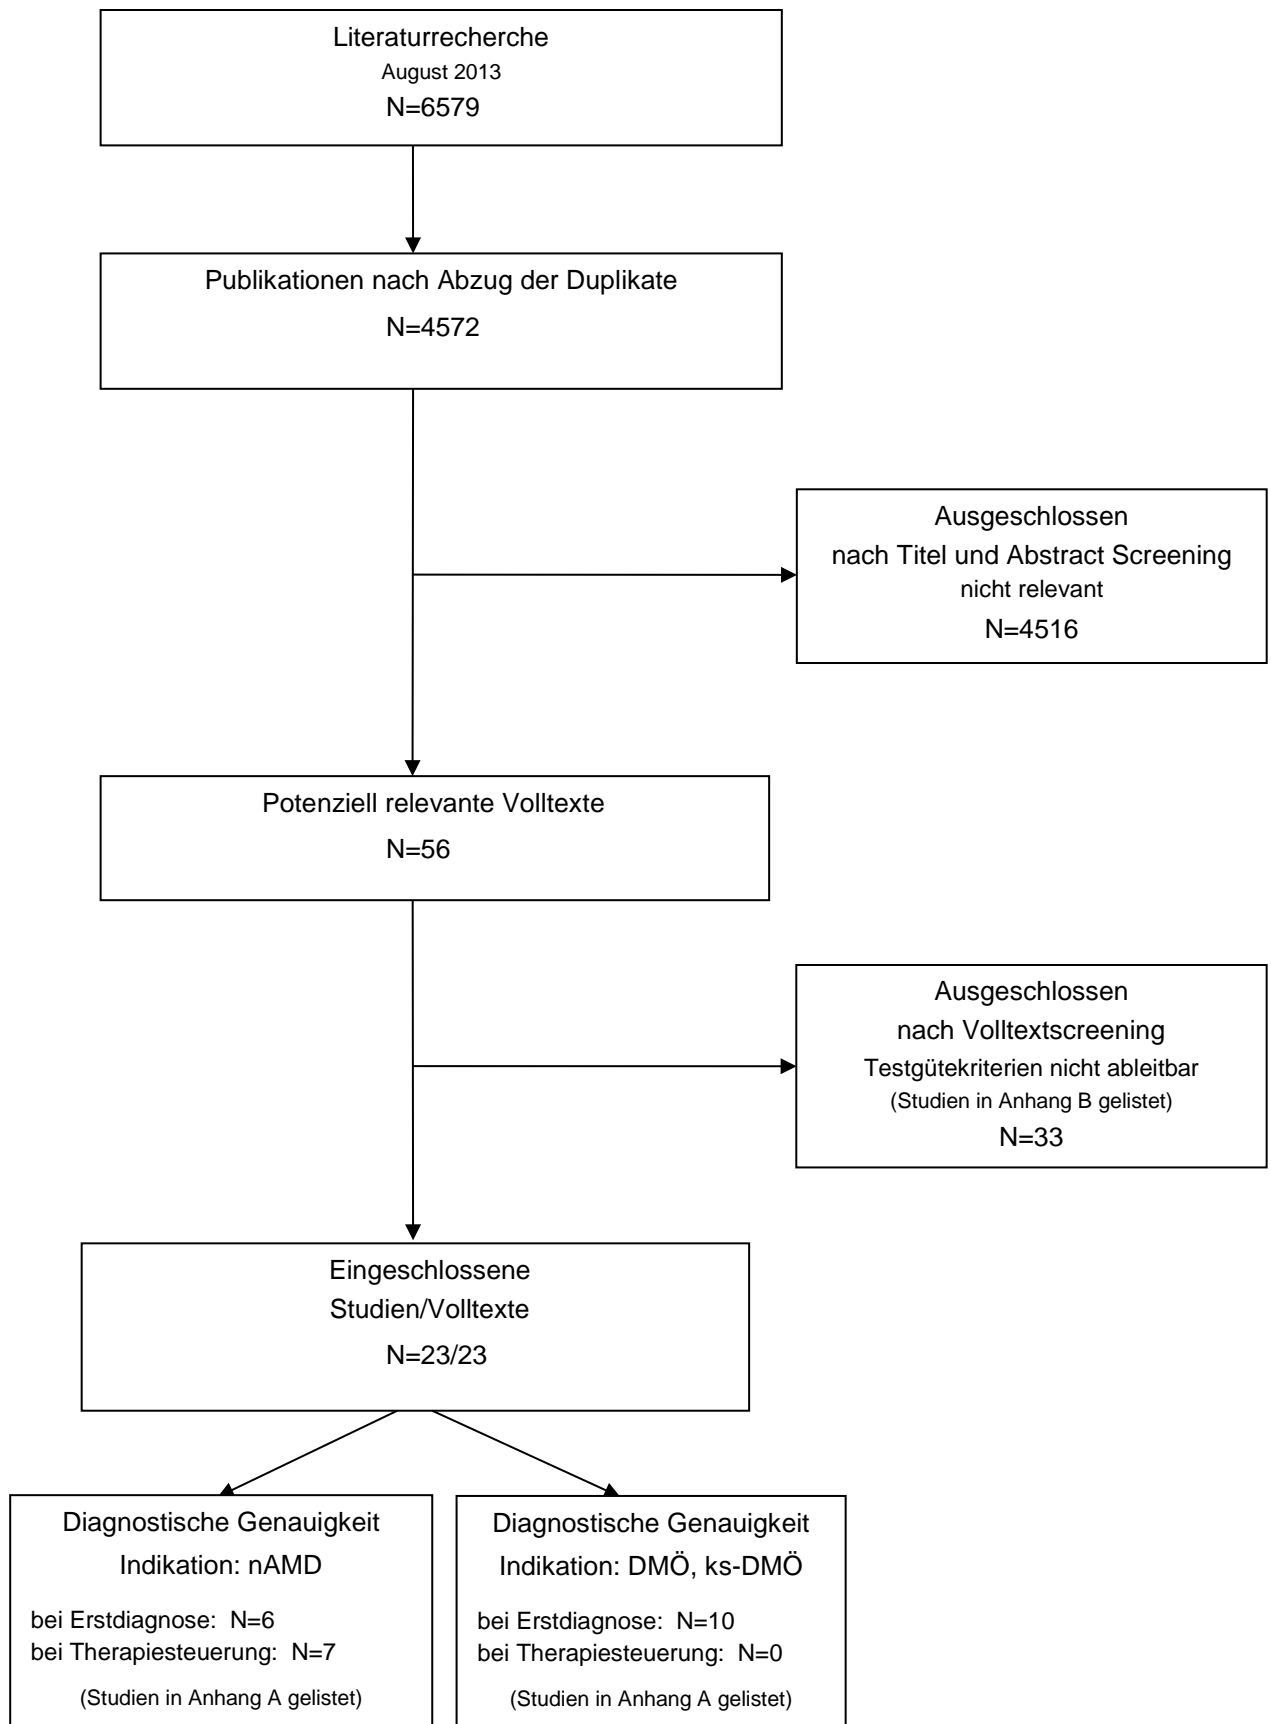 Literaturrecherche
August 2013
N=6579
Publikationen nach Abzug der Duplikate
N=4572
Ausgeschlossen
nach Titel und Abstract Screening
nicht relevant
N=4516
Potenziell relevante Volltexte
N=56
Ausgeschlossen
nach Volltextscreening
Testgütekriterien nicht ableitbar
(Studien in Anhang B gelistet)
N=33
Eingeschlossene
Studien/Volltexte
N=23/23
Diagnostische Genauigkeit
Indikation: nAMD
bei Erstdiagnose: N=6
bei Therapiesteuerung: N=7
(Studien in Anhang A gelistet)
Diagnostische Genauigkeit
Indikation: DMÖ, ks-DMÖ
bei Erstdiagnose: N=10
bei Therapiesteuerung: N=0
(Studien in Anhang A gelistet)